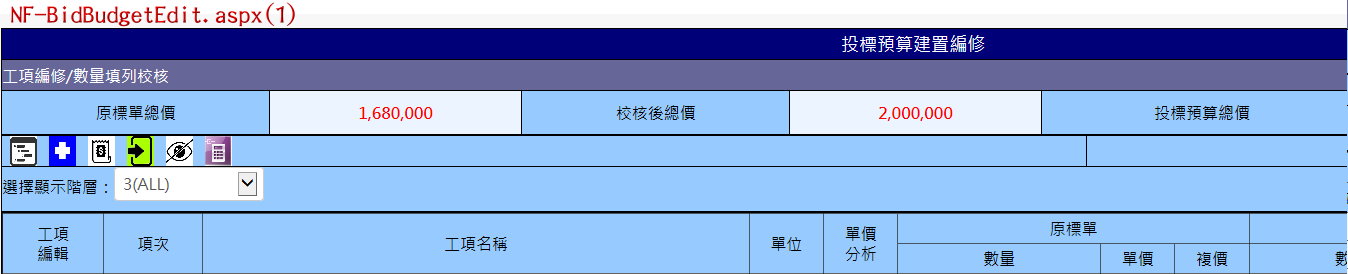 NF-BidBudgetEdit.aspx(1)
投標預算建置編修
工項編修/數量填列校核
原標單總價 1,680,000 校核後總價 2,000,000 投標預算總價
選擇顯示階層： 3(ALL)
工項編輯 項次 工項名稱 單位 單價分析 原標單
數量 單價 複價